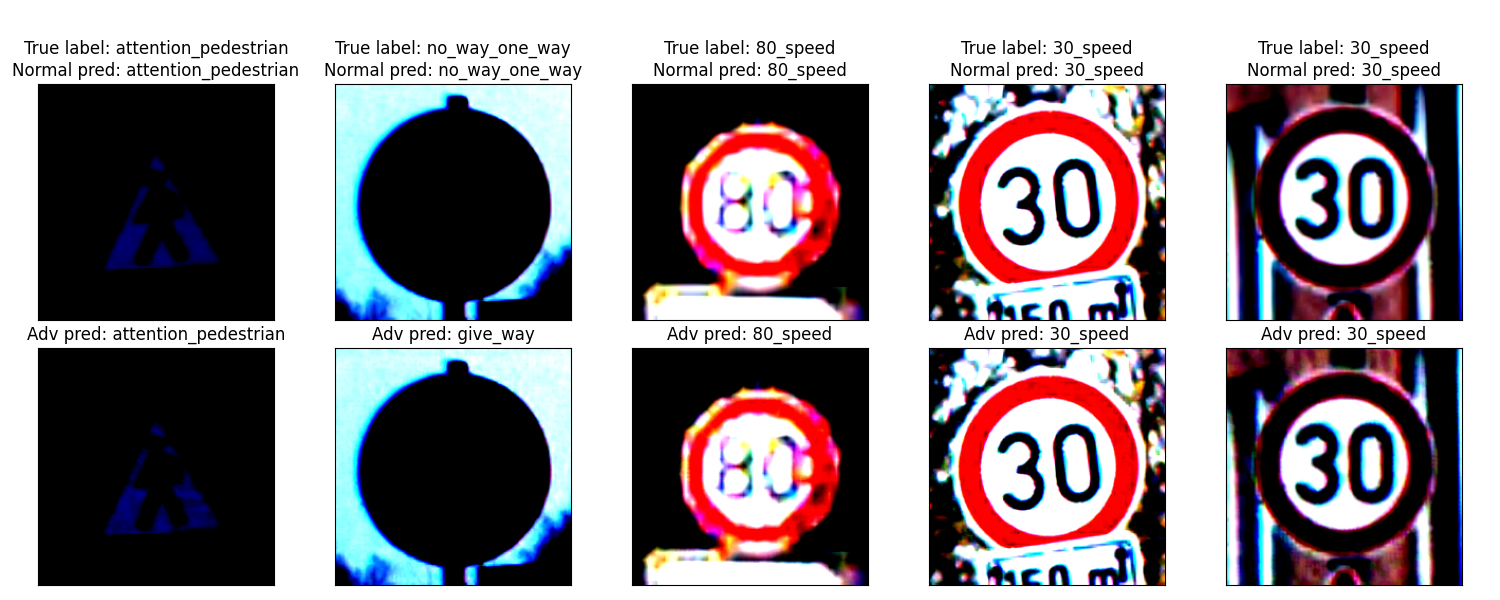 True label: attention_pedestrian
Normal pred: attention_pedestrian
True label: no_way_one_way
Normal pred: no_way_one_way
True label: 80_speed
Normal pred: 80_speed
True label: 30_speed
Normal pred: 30_speed
True label: 30_speed
Normal pred: 30_speed
80
30
150 m
30
Adv pred: attention_pedestrian
Adv pred: give_way
Adv pred: 80_speed
Adv pred: 30_speed
Adv pred: 30_speed
80
30
150 m
30